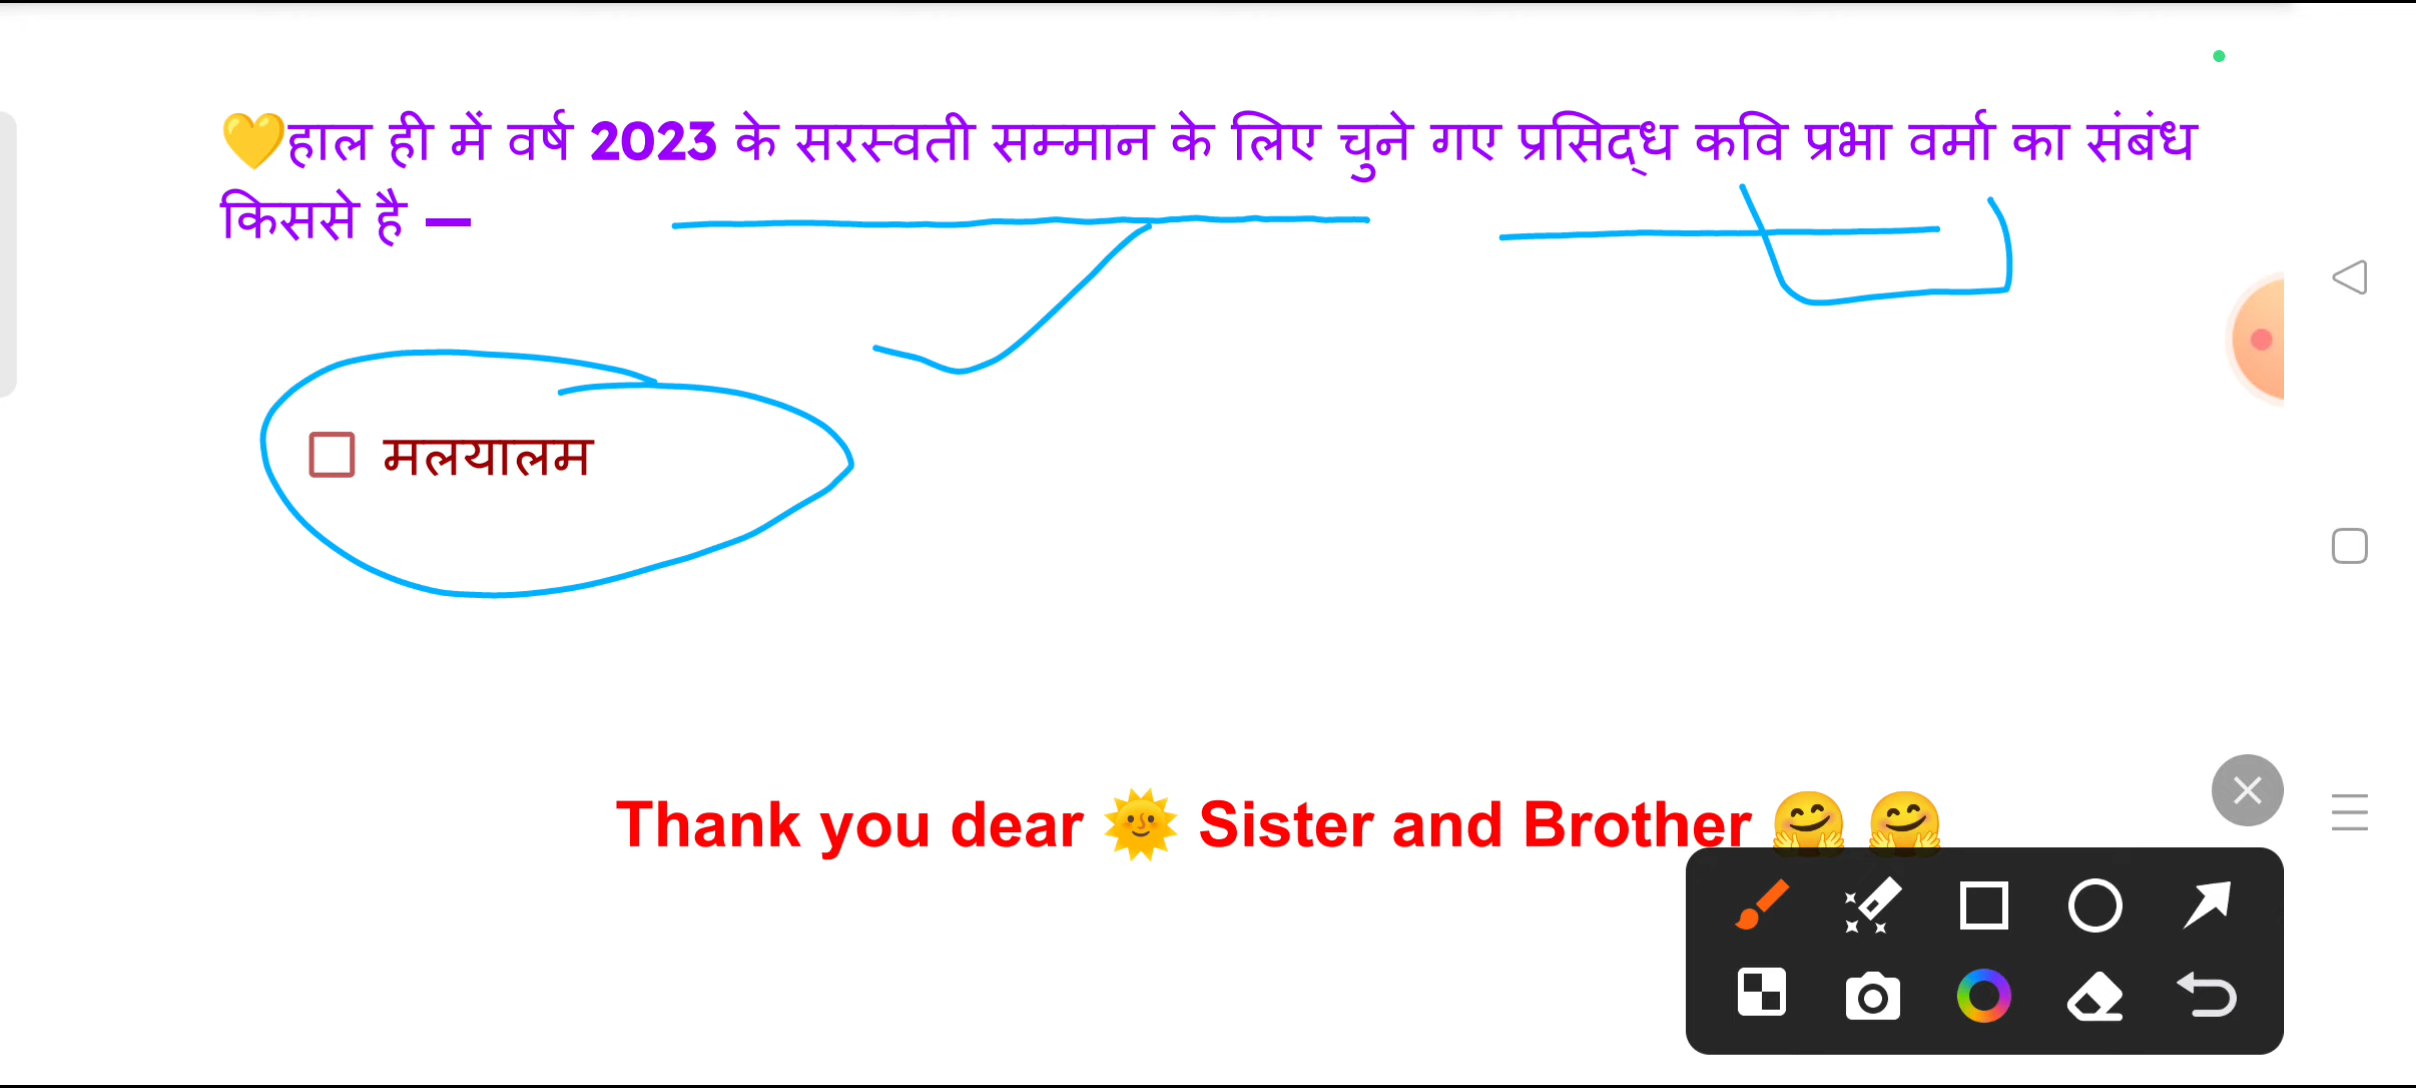 💛हाल ही में वर्ष 2023 के सरस्वती सम्मान के लिए चुने गए प्रसिद्ध कवि प्रभा वर्मा का संबंध
किससे है —
☐ मलयालम
Thank you dear 🌞 Sister and Brother 🤗 🤗